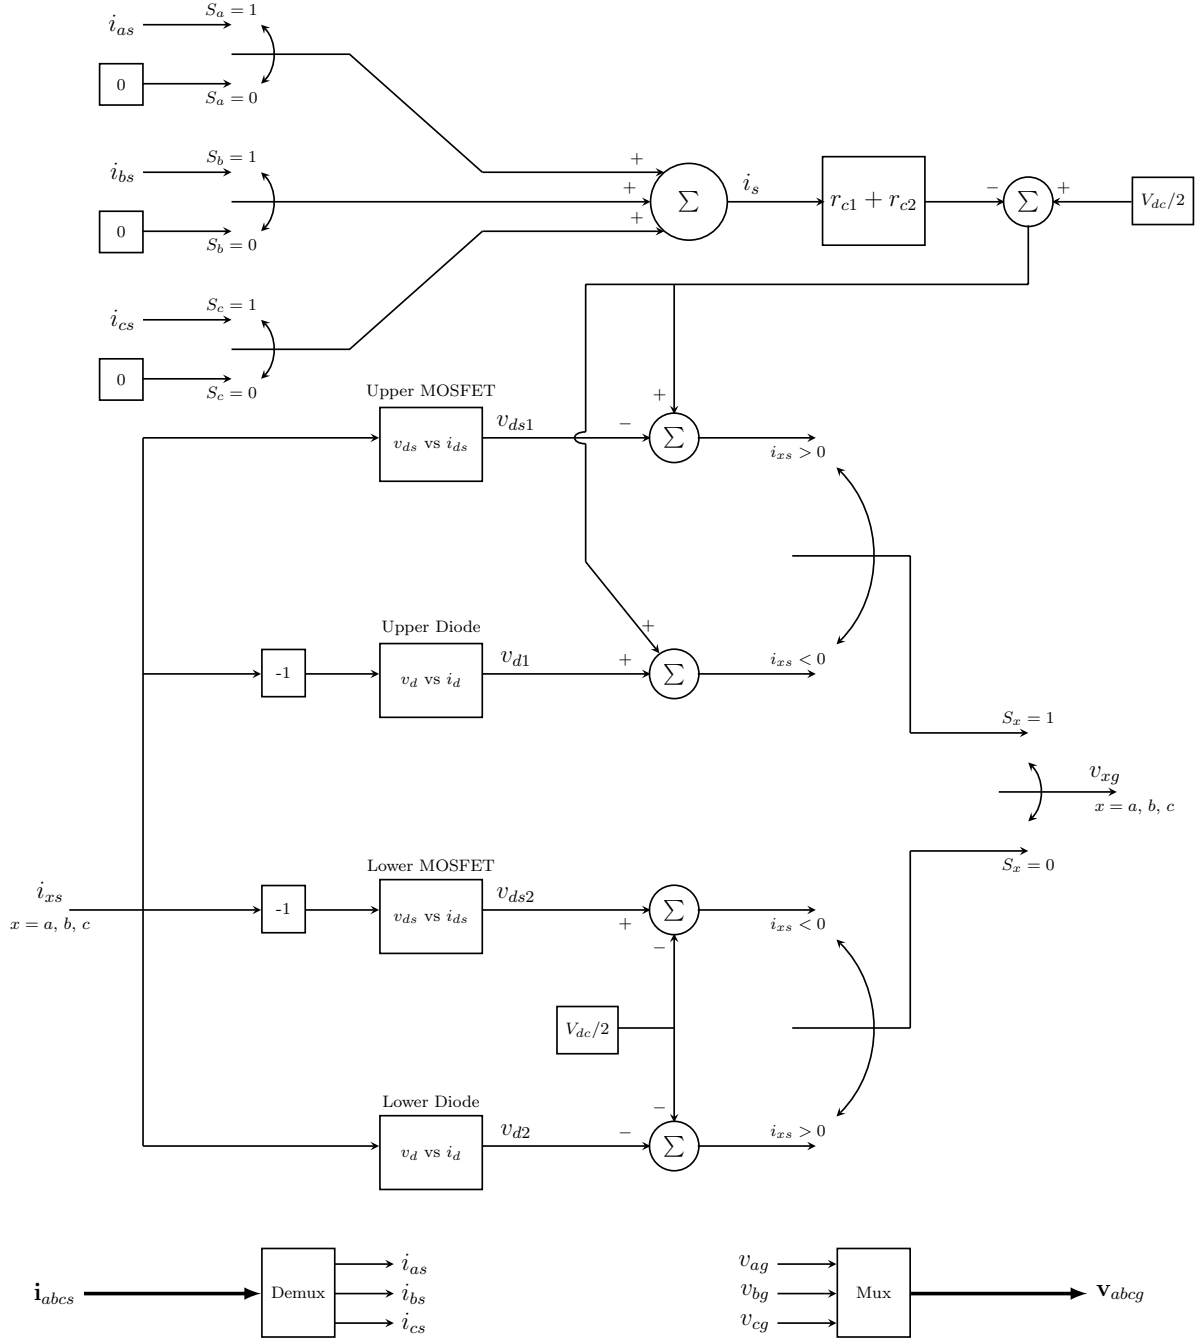 S_a = 1
i_as
0
S_a = 0
S_b = 1
i_bs
0
S_b = 0
S_c = 1
i_cs
0
S_c = 0
+
+
+
∑
i_s
r_c1 + r_c2
−
∑
+
V_dc/2
Upper MOSFET
v_ds vs i_ds
v_ds1
−
+
∑
i_xs > 0
Upper Diode
-1
v_d vs i_d
v_d1
+
+
∑
i_xs < 0
S_x = 1
v_xg
x = a, b, c
S_x = 0
Lower MOSFET
i_xs
x = a, b, c
-1
v_ds vs i_ds
v_ds2
+
∑
−
i_xs < 0
V_dc/2
Lower Diode
v_d vs i_d
v_d2
−
−
∑
i_xs > 0
i_abcs
Demux
i_as
i_bs
i_cs
v_ag
v_bg
v_cg
Mux
v_abcg